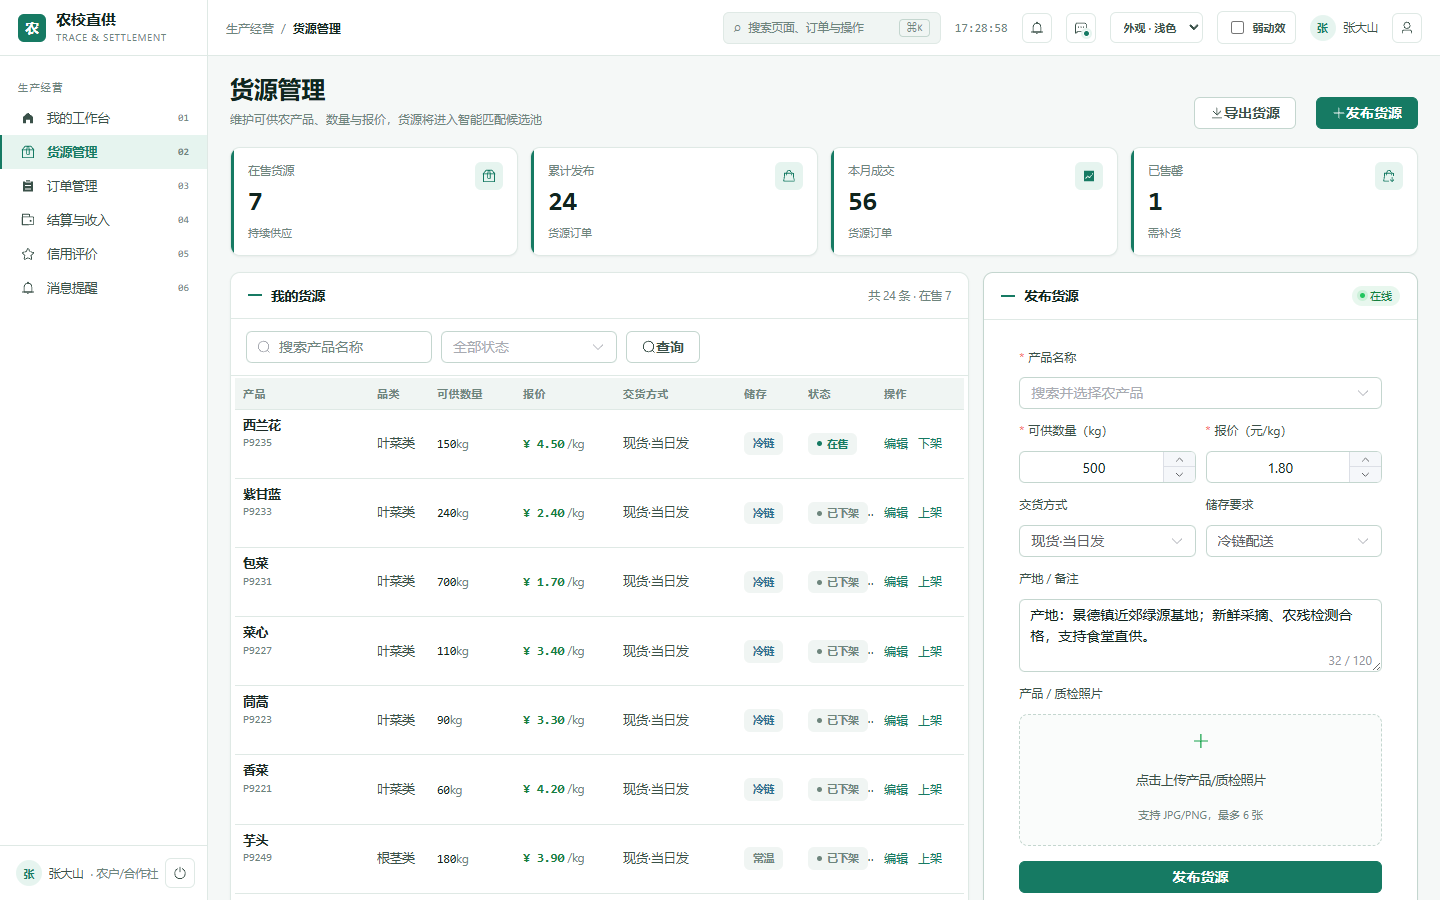 农校直供
TRACE & SETTLEMENT
生产经营 / 货源管理
搜索页面、订单与操作 ⌘K
17:28:58
外观 · 浅色
弱动效
张 张大山
生产经营
我的工作台 01
货源管理 02
订单管理 03
结算与收入 04
信用评价 05
消息提醒 06
张 张大山 · 农户/合作社
货源管理
维护可供农产品、数量与报价，货源将进入智能匹配候选池
导出货源
发布货源
在售货源
7
持续供应
累计发布
24
货源订单
本月成交
56
货源订单
已售罄
1
需补货
我的货源 共 24 条 · 在售 7
搜索产品名称 全部状态 查询
产品 品类 可供数量 报价 交货方式 储存 状态 操作
西兰花
P9235 叶菜类 150kg ¥ 4.50/kg 现货·当日发 冷链 在售 编辑 下架
紫甘蓝
P9233 叶菜类 240kg ¥ 2.40/kg 现货·当日发 冷链 已下架 .. 编辑 上架
包菜
P9231 叶菜类 700kg ¥ 1.70/kg 现货·当日发 冷链 已下架 .. 编辑 上架
菜心
P9227 叶菜类 110kg ¥ 3.40/kg 现货·当日发 冷链 已下架 .. 编辑 上架
茼蒿
P9223 叶菜类 90kg ¥ 3.30/kg 现货·当日发 冷链 已下架 .. 编辑 上架
香菜
P9221 叶菜类 60kg ¥ 4.20/kg 现货·当日发 冷链 已下架 .. 编辑 上架
芋头
P9249 根茎类 180kg ¥ 3.90/kg 现货·当日发 常温 已下架 .. 编辑 上架
发布货源 在线
* 产品名称
搜索并选择农产品
* 可供数量（kg） * 报价（元/kg）
500 1.80
交货方式 储存要求
现货·当日发 冷链配送
产地 / 备注
产地：景德镇近郊绿源基地；新鲜采摘、农残检测合
格，支持食堂直供。
32 / 120
产品 / 质检照片
点击上传产品/质检照片
支持 JPG/PNG，最多 6 张
发布货源